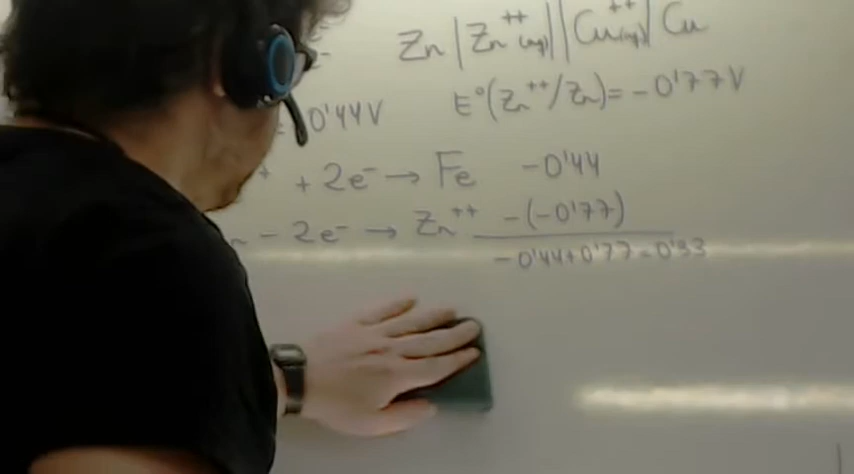 Zn | Zn⁺⁺(aq) || Cu⁺⁺(aq) | Cu
E°(Zn⁺⁺/Zn) = -0'77 V
= -0'44 V
+ 2e⁻ → Fe -0'44
n - 2e⁻ → Zn⁺⁺ -(-0'77)
-0'44+0'77=0'33